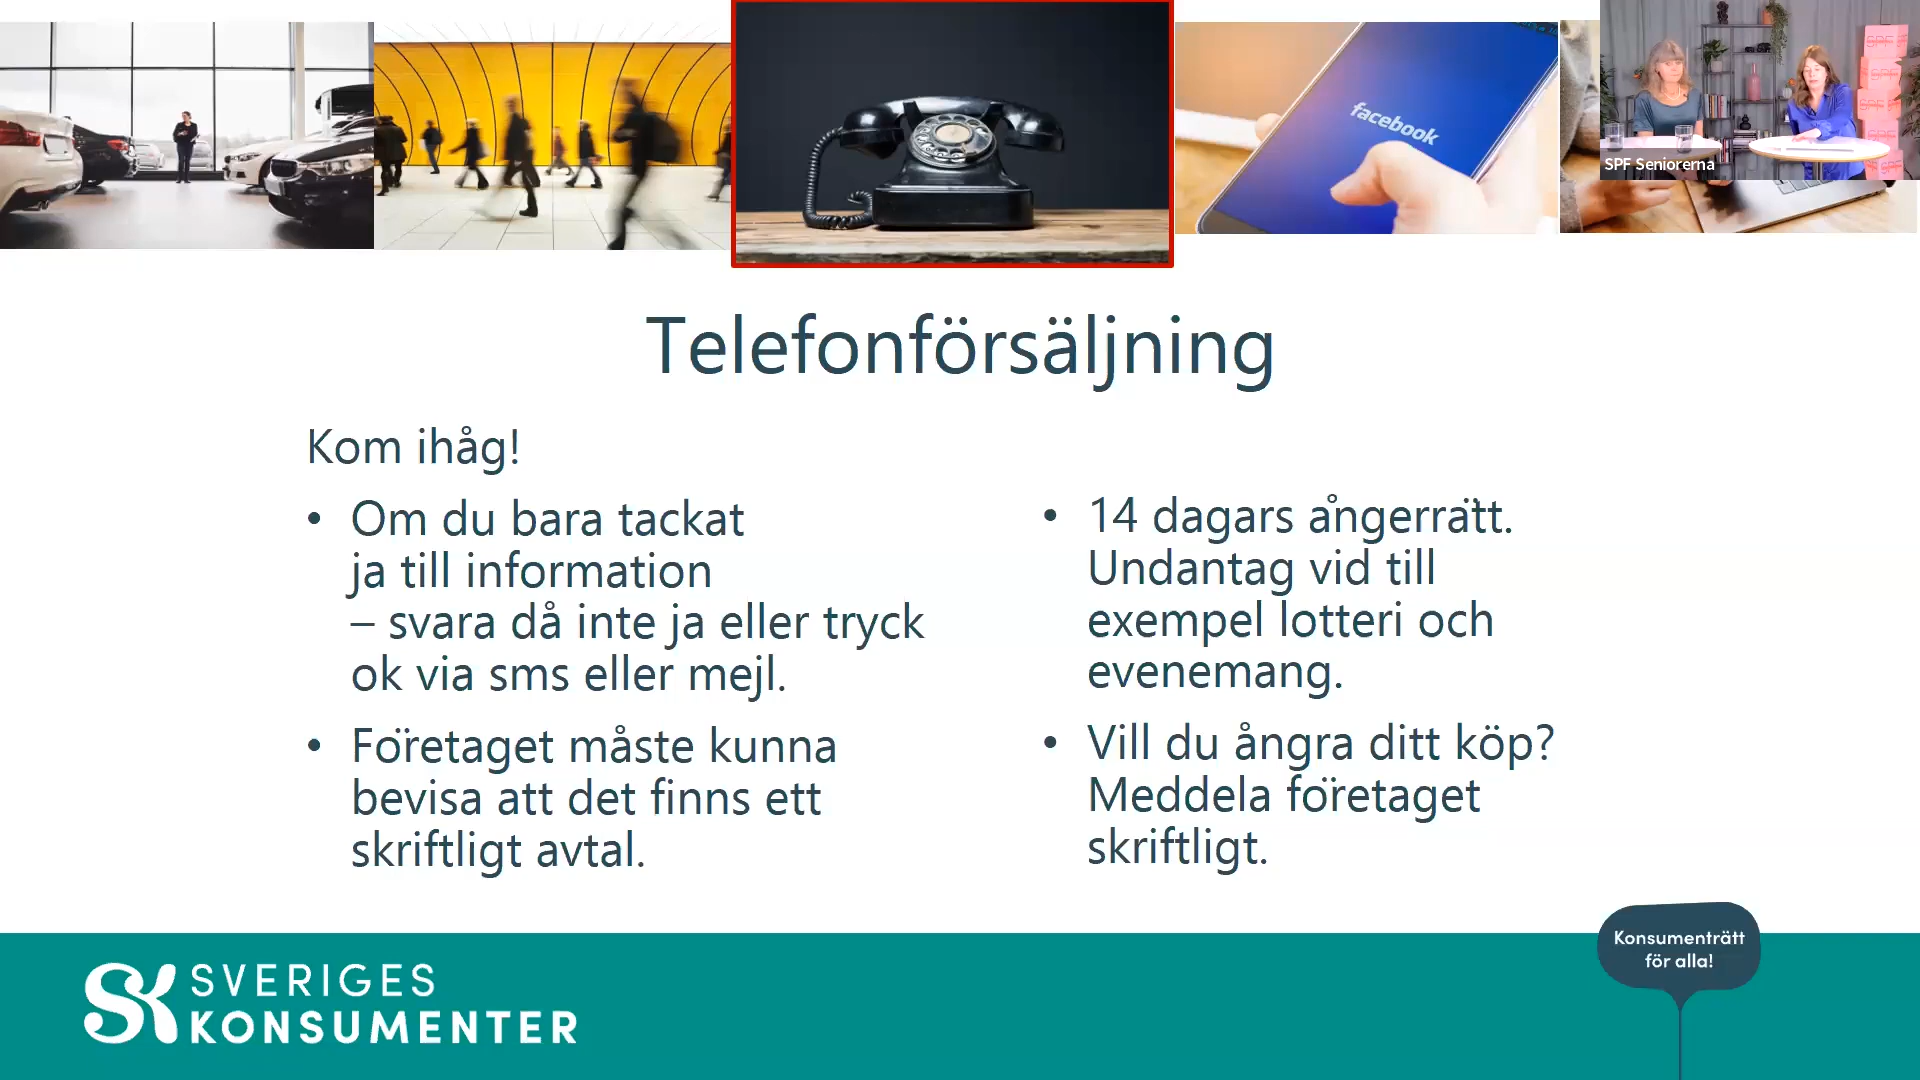 facebook
SPF Seniorerna
Telefonförsäljning
Kom ihåg!
• Om du bara tackat
ja till information
– svara då inte ja eller tryck
ok via sms eller mejl.
• Företaget måste kunna
bevisa att det finns ett
skriftligt avtal.
• 14 dagars ångerrätt.
Undantag vid till
exempel lotteri och
evenemang.
• Vill du ångra ditt köp?
Meddela företaget
skriftligt.
Konsumenträtt
för alla!
SK SVERIGES
KONSUMENTER